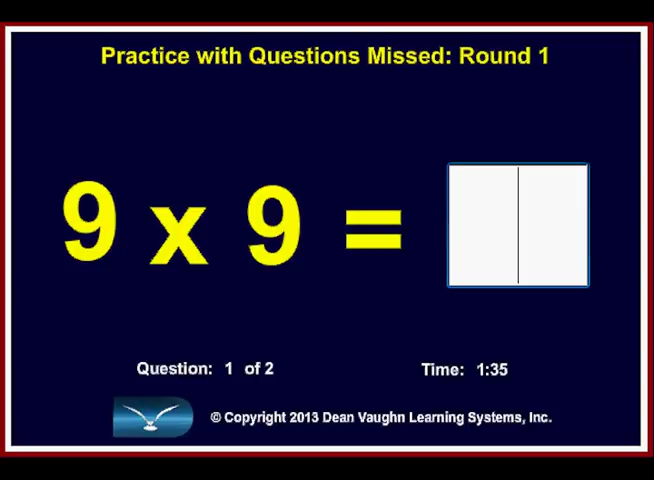 Practice with Questions Missed: Round 1
9 x 9 =
Question: 1 of 2 Time: 1:35
© Copyright 2013 Dean Vaughn Learning Systems, Inc.